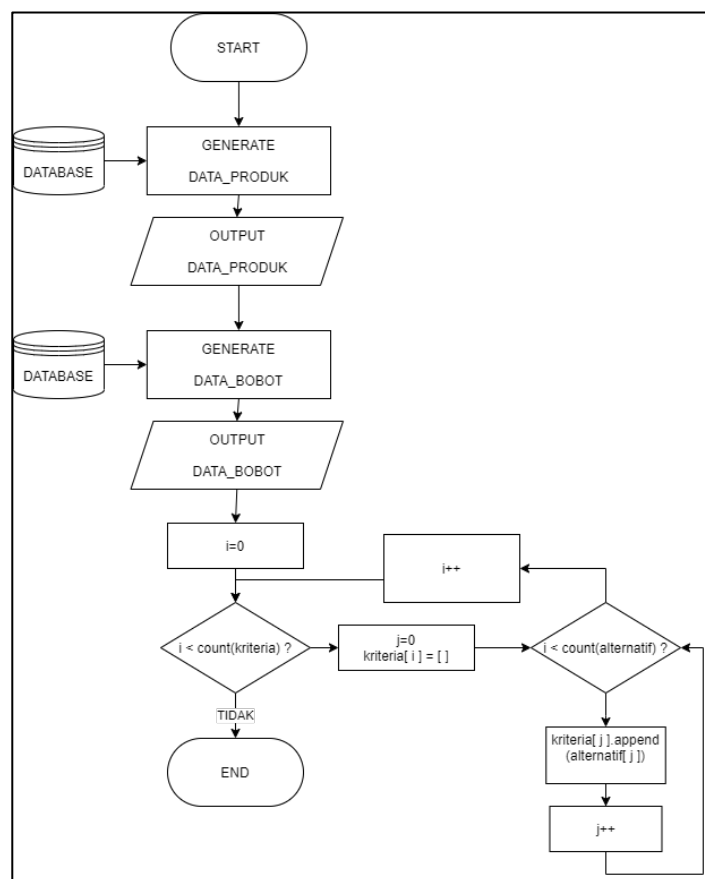 START
DATABASE
GENERATE
DATA_PRODUK
OUTPUT
DATA_PRODUK
DATABASE
GENERATE
DATA_BOBOT
OUTPUT
DATA_BOBOT
i=0
i++
i < count(kriteria) ?
j=0
kriteria[ i ] = [ ]
i < count(alternatif) ?
TIDAK
kriteria[ j ].append
(alternatif[ j ])
END
j++